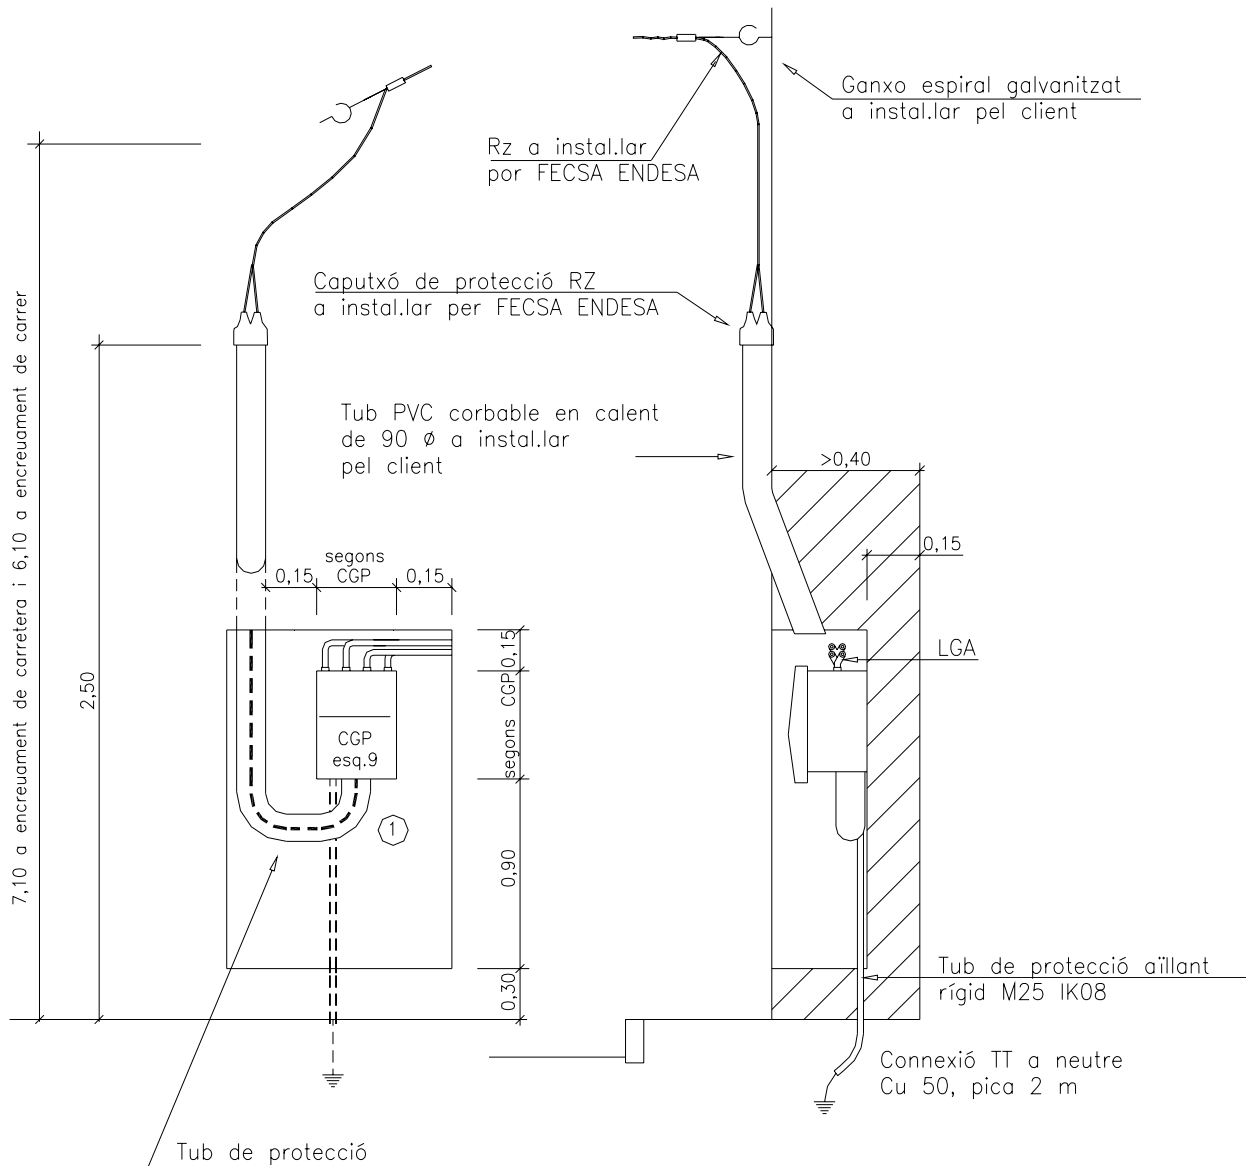 Ganxo espiral galvanitzat
a instal.lar pel client
Rz a instal.lar
por FECSA ENDESA
Caputxó de protecció RZ
a instal.lar per FECSA ENDESA
7,10 a encreuament de carretera i 6,10 a encreuament de carrer
2,50
Tub PVC corbable en calent
de 90 ø a instal.lar
pel client
>0,40
0,15
segons
CGP
0,15
0,15
0,15
segons CGP
0,90
0,30
LGA
CGP
esq.9
1
Tub de protecció aïllant
rígid M25 IK08
Connexió TT a neutre
Cu 50, pica 2 m
Tub de protecció